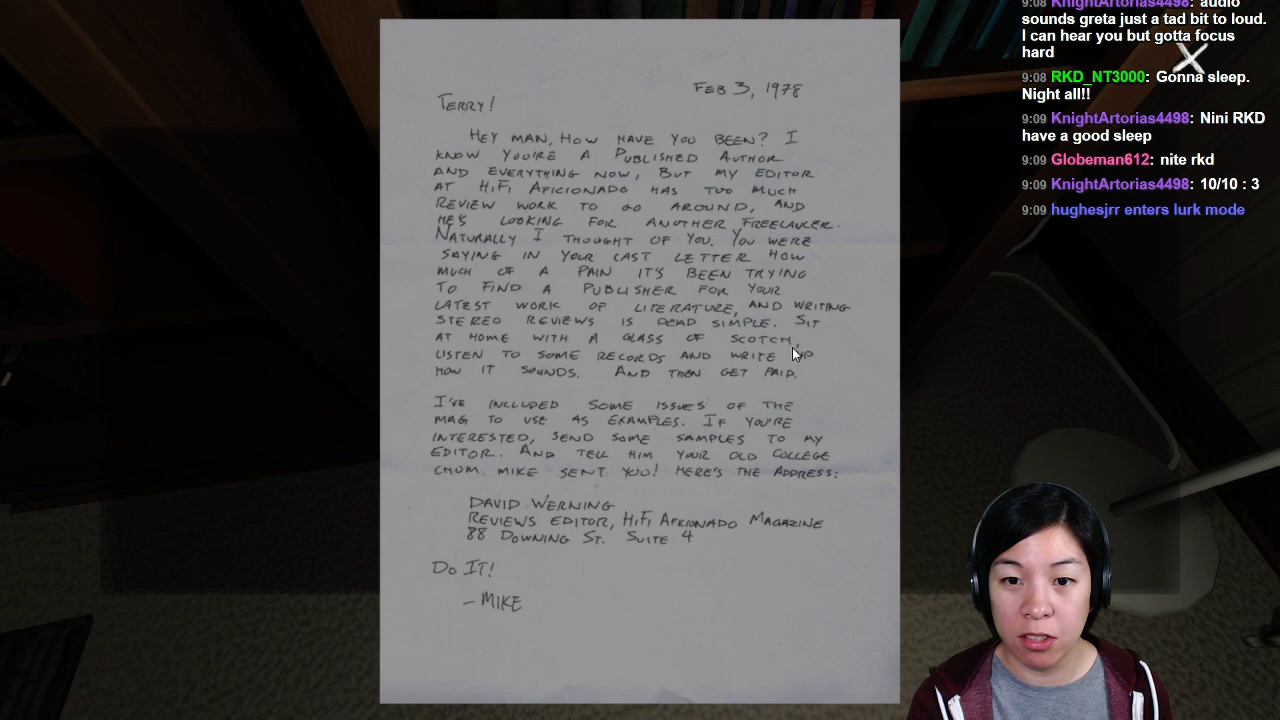 FEB 3, 1978
TERRY!
HEY MAN, HOW HAVE YOU BEEN? I
KNOW YOU'RE A PUBLISHED AUTHOR
AND EVERYTHING NOW, BUT MY EDITOR
AT HIFI AFICIONADO HAS TOO MUCH
REVIEW WORK TO GO AROUND, AND
HE'S LOOKING FOR ANOTHER FREELANCER.
NATURALLY I THOUGHT OF YOU. YOU WERE
SAYING IN YOUR LAST LETTER HOW
MUCH OF A PAIN IT'S BEEN TRYING
TO FIND A PUBLISHER FOR YOUR
LATEST WORK OF LITERATURE, AND WRITING
STEREO REVIEWS IS DEAD SIMPLE. SIT
AT HOME WITH A GLASS OF SCOTCH,
LISTEN TO SOME RECORDS AND WRITE UP
HOW IT SOUNDS. AND THEN GET PAID.
I'VE INCLUDED SOME ISSUES OF THE
MAG TO USE AS EXAMPLES. IF YOU'RE
INTERESTED, SEND SOME SAMPLES TO MY
EDITOR. AND TELL HIM YOUR OLD COLLEGE
CHUM MIKE SENT YOU! HERE'S THE ADDRESS:
DAVID WERNING
REVIEWS EDITOR, HIFI AFICIONADO MAGAZINE
88 DOWNING ST. SUITE 4
DO IT!
– MIKE
9:08 KnightArtorias4498: audio
sounds greta just a tad bit to loud.
I can hear you but gotta focus
hard
9:08 RKD_NT3000: Gonna sleep.
Night all!!
9:09 KnightArtorias4498: Nini RKD
have a good sleep
9:09 Globeman612: nite rkd
9:09 KnightArtorias4498: 10/10 : 3
9:09 hughesjrr enters lurk mode